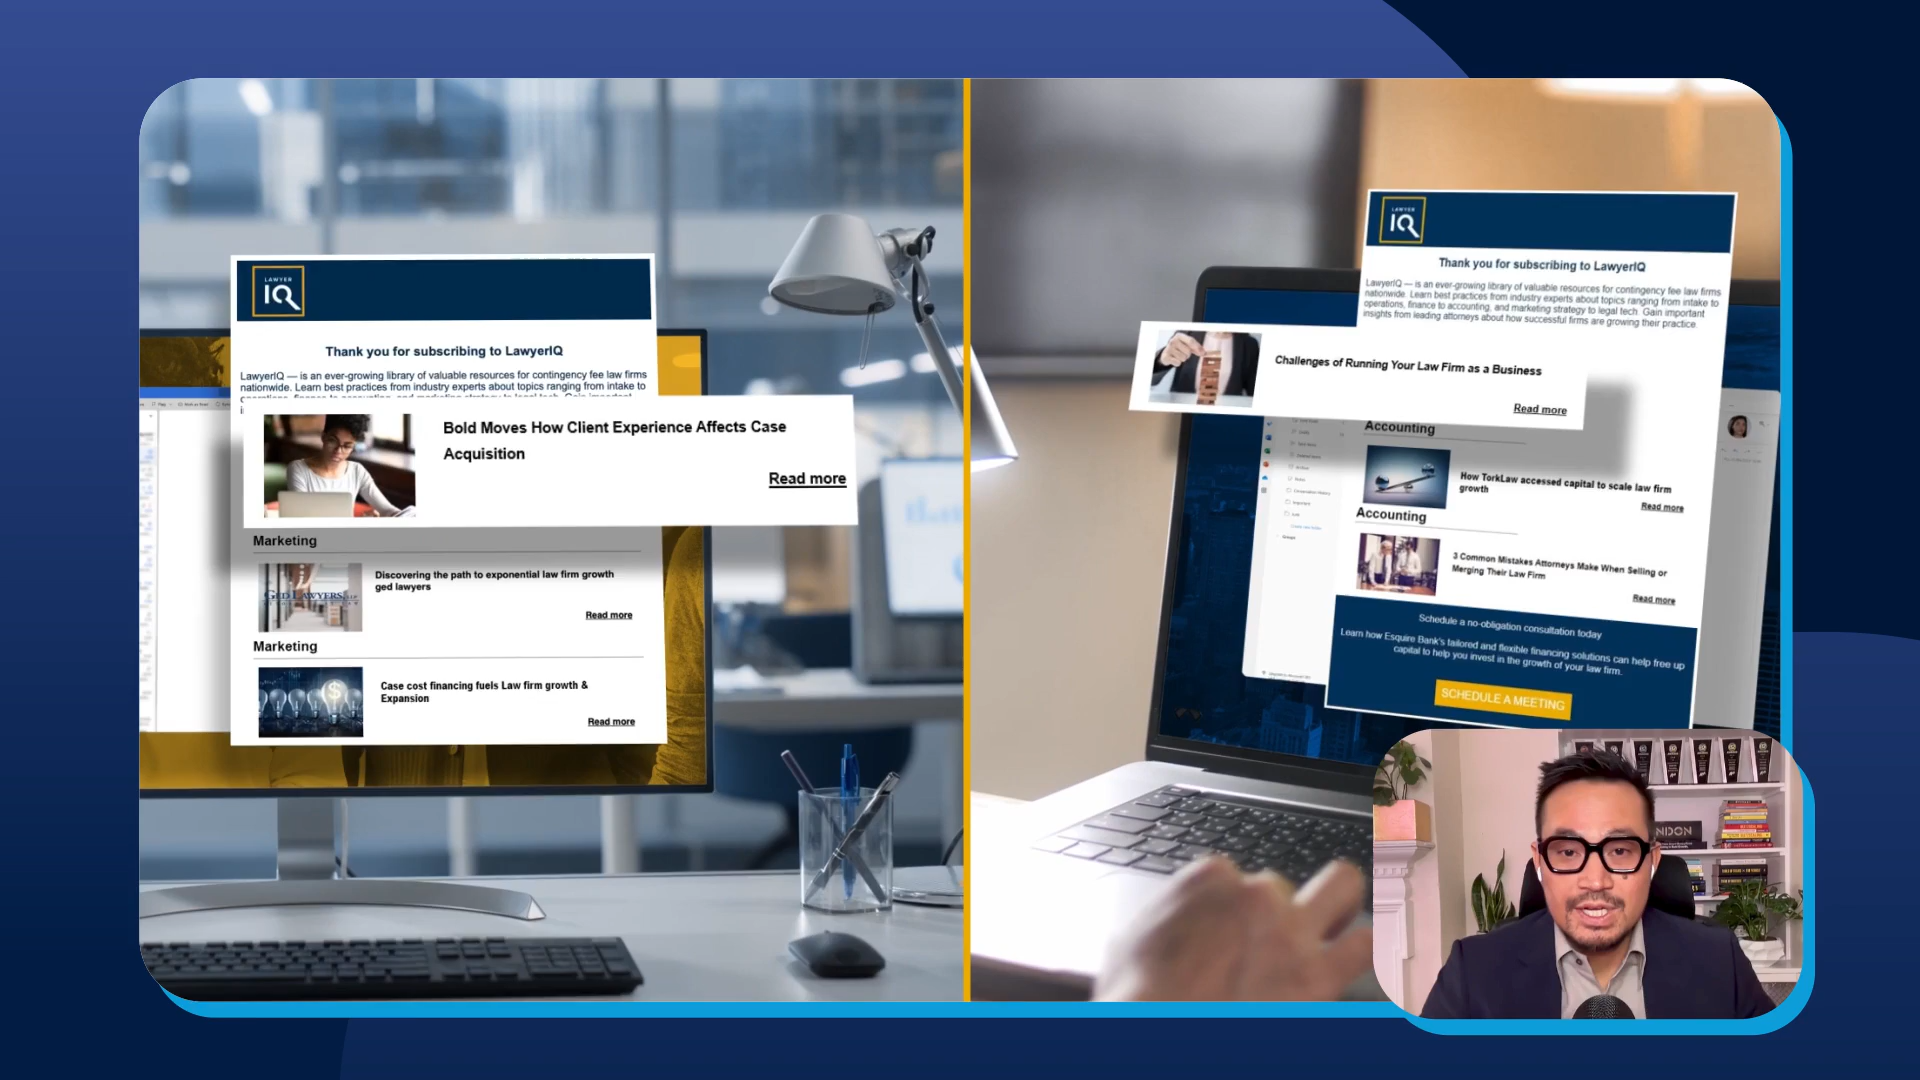 LAWYER
IQ
Thank you for subscribing to LawyerIQ
LawyerIQ — is an ever-growing library of valuable resources for contingency fee law firms
nationwide. Learn best practices from industry experts about topics ranging from intake to
Bold Moves How Client Experience Affects Case
Acquisition
Read more
Marketing
Discovering the path to exponential law firm growth
ged lawyers
Read more
GED LAWYERS, LLP
Marketing
Case cost financing fuels Law firm growth &
Expansion
Read more
LAWYER
IQ
Thank you for subscribing to LawyerIQ
LawyerIQ — is an ever-growing library of valuable resources for contingency fee law firms
nationwide. Learn best practices from industry experts about topics ranging from intake to
operations, finance to accounting, and marketing strategy to legal tech. Gain important
insights from leading attorneys about how successful firms are growing their practice.
Challenges of Running Your Law Firm as a Business
Read more
Accounting
How TorkLaw accessed capital to scale law firm
growth
Read more
Accounting
3 Common Mistakes Attorneys Make When Selling or
Merging Their Law Firm
Read more
Schedule a no-obligation consultation today
Learn how Esquire Bank's tailored and flexible financing solutions can help free up
capital to help you invest in the growth of your law firm.
SCHEDULE A MEETING
NDON